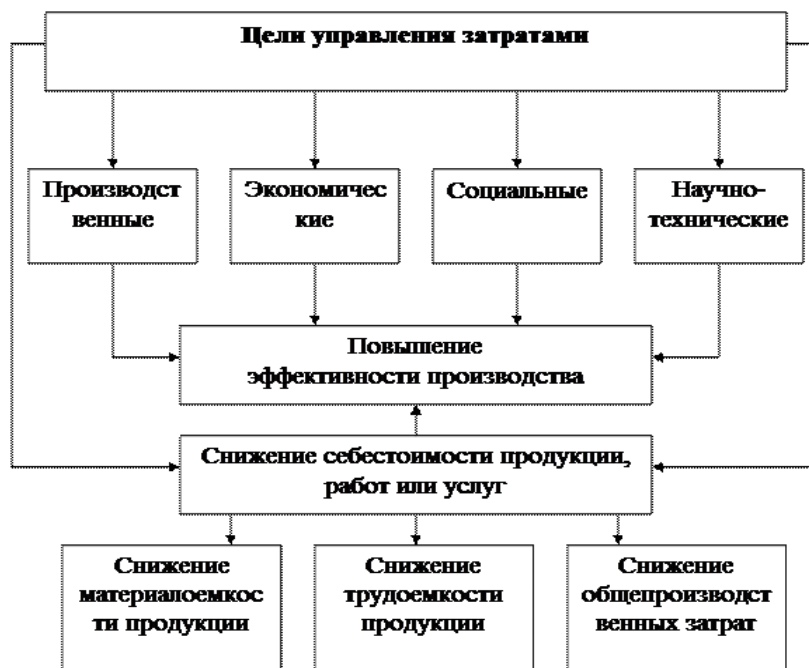 Цели управления затратами
Производст
венные
Экономичес
кие
Социальные
Научно-
технические
Повышение
эффективности производства
Снижение себестоимости продукции,
работ или услуг
Снижение
материалоемкос
ти продукции
Снижение
трудоемкости
продукции
Снижение
общепроизводст
венных затрат